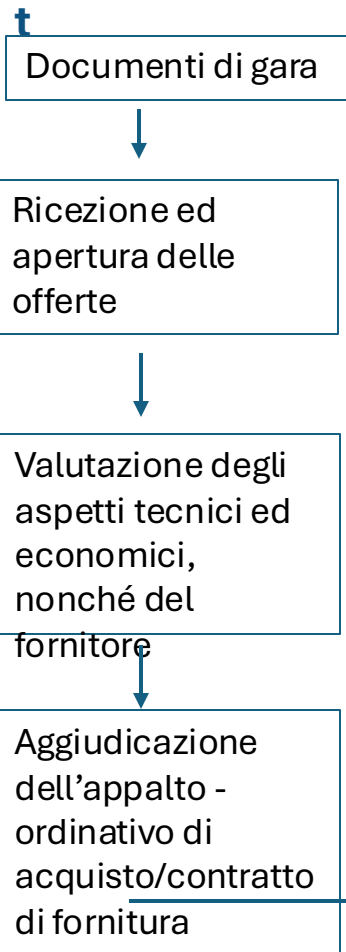 t
Documenti di gara
Ricezione ed
apertura delle
offerte
Valutazione degli
aspetti tecnici ed
economici,
nonché del
fornitore
Aggiudicazione
dell’appalto -
ordinativo di
acquisto/contratto
di fornitura